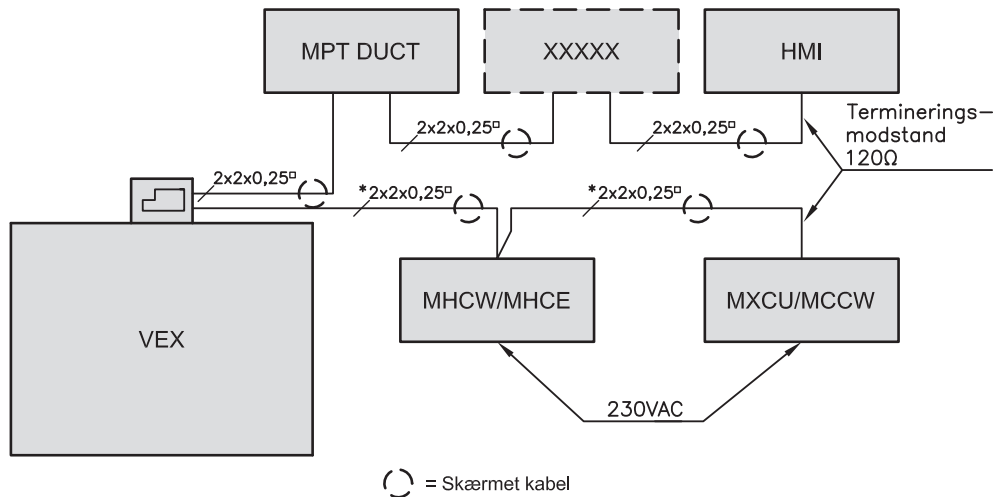 MPT DUCT
XXXXX
HMI
2x2x0,25▫
2x2x0,25▫
Terminerings–
modstand
120Ω
2x2x0,25▫
*2x2x0,25▫
*2x2x0,25▫
VEX
MHCW/MHCE
MXCU/MCCW
230VAC
= Skærmet kabel